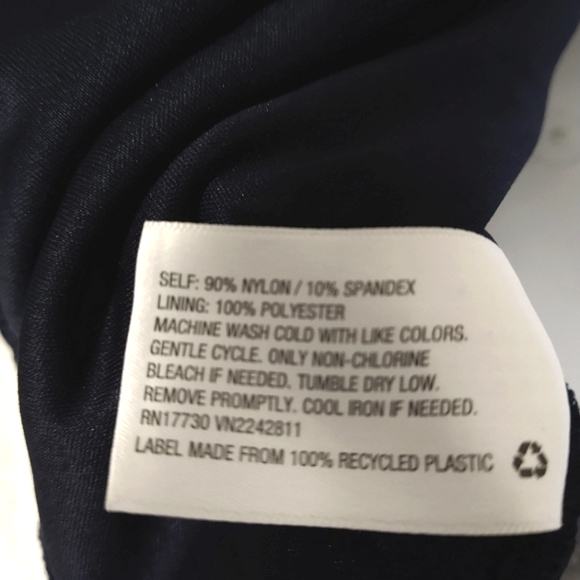 SELF: 90% NYLON / 10% SPANDEX
LINING: 100% POLYESTER
MACHINE WASH COLD WITH LIKE COLORS.
GENTLE CYCLE. ONLY NON-CHLORINE
BLEACH IF NEEDED. TUMBLE DRY LOW.
REMOVE PROMPTLY. COOL IRON IF NEEDED.
RN17730 VN2242811
LABEL MADE FROM 100% RECYCLED PLASTIC